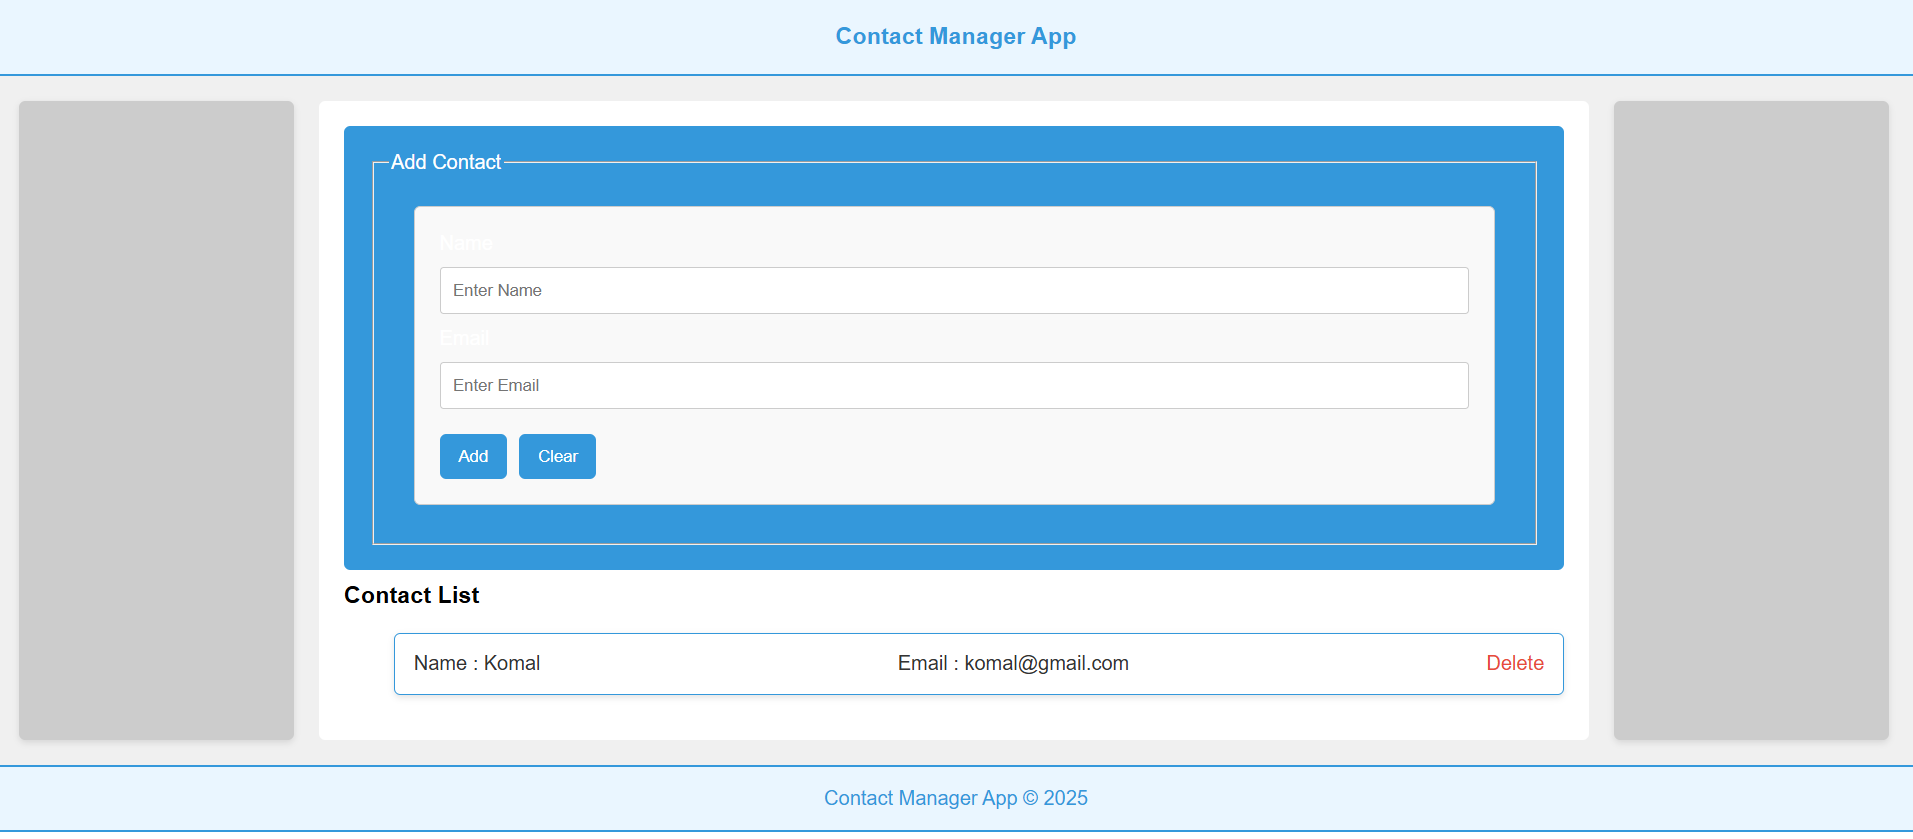 Contact Manager App
Add Contact
Name
Enter Name
Email
Enter Email
Add Clear
Contact List
Name : Komal Email : komal@gmail.com Delete
Contact Manager App © 2025